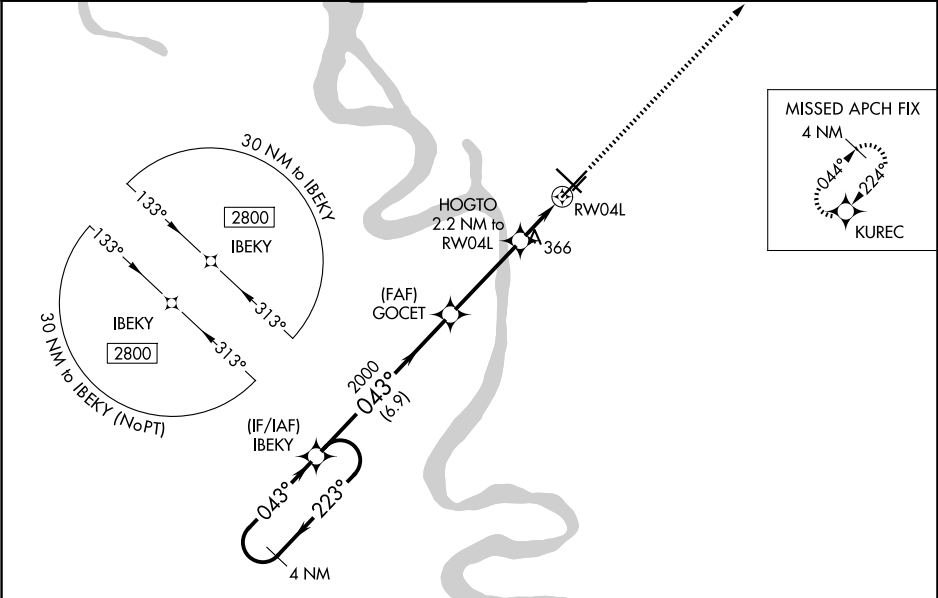 MISSED APCH FIX
4 NM
044°
224°
KUREC
30 NM to IBEKY
133°
2800
IBEKY
313°
133°
IBEKY
2800
313°
30 NM to IBEKY (NoPT)
HOGTO
2.2 NM to
RW04L
RW04L
366
(FAF)
GOCET
2000
043°
(6.9)
(IF/IAF)
IBEKY
043°
223°
4 NM